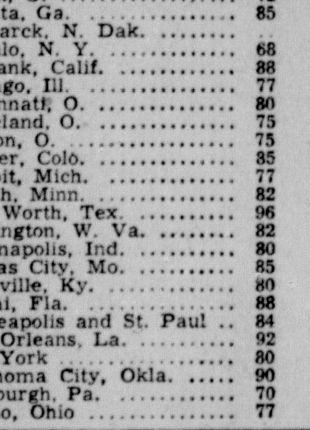 ta, Ga. .............. 85
arck, N. Dak. ........ ..
lo, N. Y. ............ 68
ank, Calif. .......... 88
go, Ill. ............. 77
nnati, O. ............ 80
eland, O. ............ 75
on, O. ............... 75
er, Colo. ............ 85
it, Mich. ............ 77
h, Minn. ............. 82
Worth, Tex. .......... 96
ngton, W. Va. ........ 82
napolis, Ind. ........ 80
as City, Mo. ......... 85
ville, Ky. ........... 80
ni, Fla. ............. 88
eapolis and St. Paul .. 84
Orleans, La. ......... 92
York ................. 80
homa City, Okla. ..... 90
burgh, Pa. ........... 70
o, Ohio .............. 77